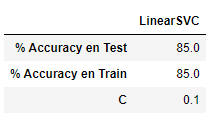 LinearSVC
% Accuracy en Test 85.0
% Accuracy en Train 85.0
C 0.1